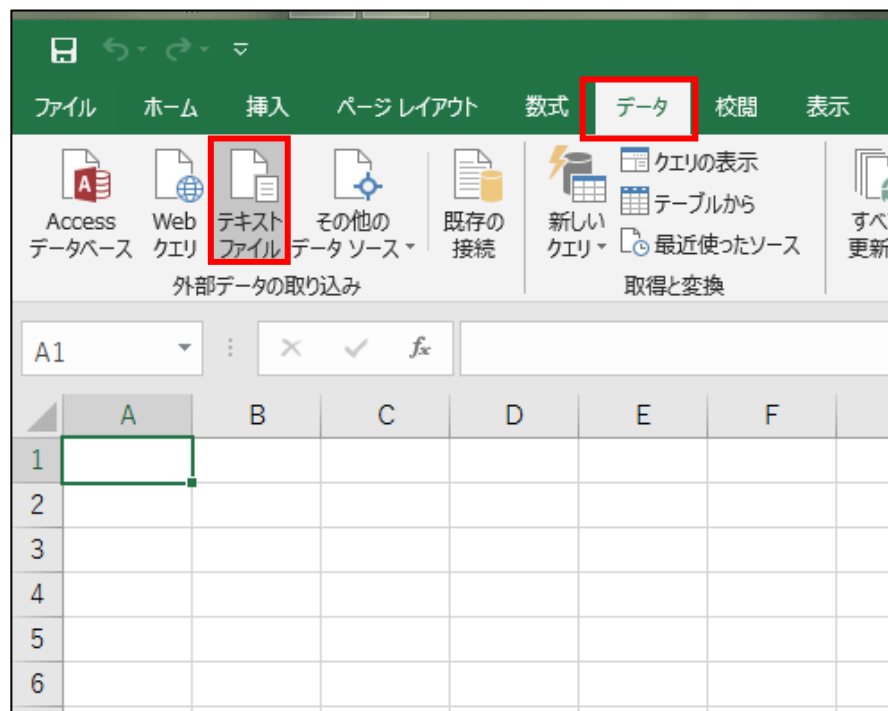 ファイル ホーム 挿入 ページ レイアウト 数式 データ 校閲 表示
Access データベース
Web クエリ
テキスト ファイル
その他の データ ソース
既存の 接続
外部データの取り込み
新しい クエリ
クエリの表示
テーブルから
最近使ったソース
取得と変換
すべ
更新
A1 fx
A B C D E F
1
2
3
4
5
6